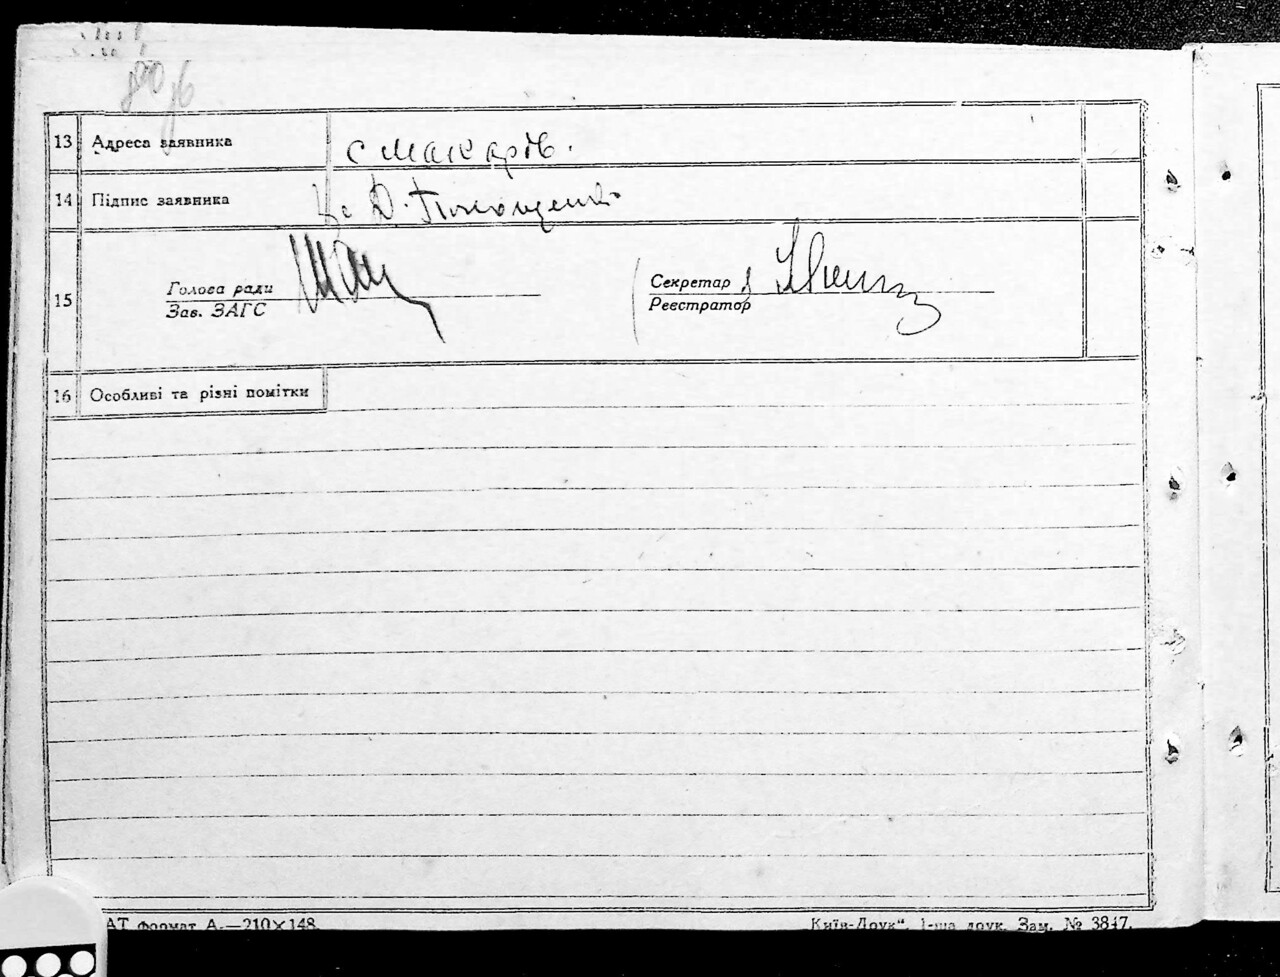 13 Адреса заявника с Макарів.
14 Підпис заявника
15 Голова ради Секретар
Зав. ЗАГС Реєстратор
16 Особливі та різні помітки
АТ формат А₅—210×148. Київ-Друк“. 1-ша друк. Зам. № 3847.